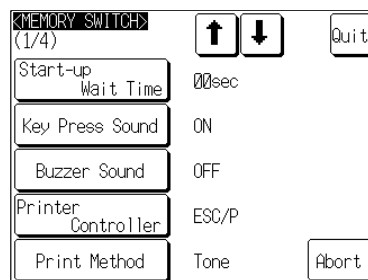 <MEMORY SWITCH>
(1/4)
Quit
Start-up
Wait Time
00sec
Key Press Sound
ON
Buzzer Sound
OFF
Printer
Controller
ESC/P
Print Method
Tone
Abort